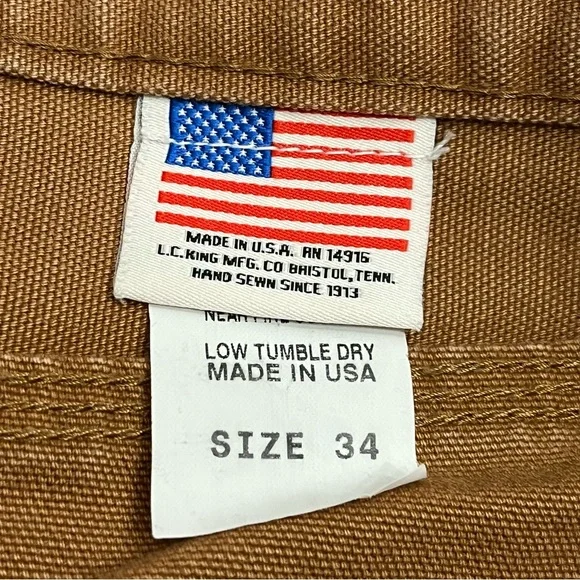 MADE IN U.S.A. RN 14916
L.C.KING MFG. CO BRISTOL,TENN.
HAND SEWN SINCE 1913
LOW TUMBLE DRY
MADE IN USA
SIZE 34